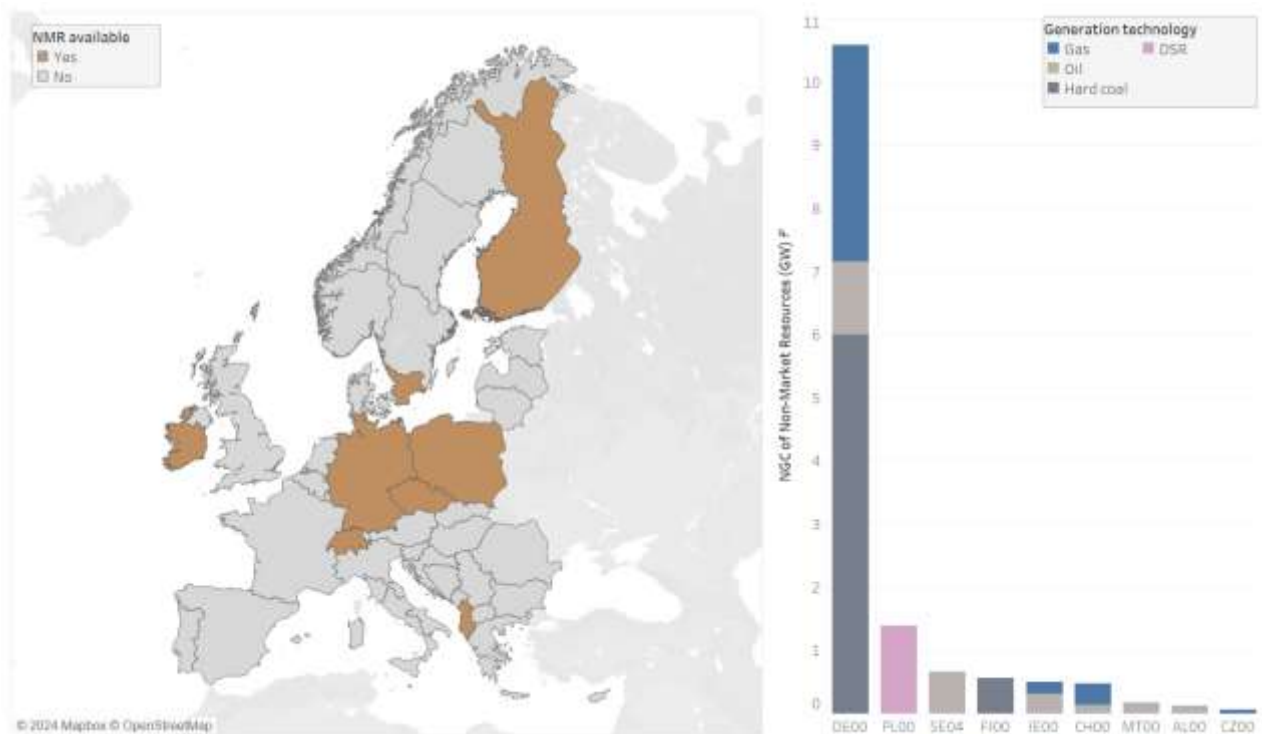 NMR available
Yes
No
© 2024 Mapbox © OpenStreetMap
Generation technology
Gas
DSR
Oil
Hard coal
NGC of Non-Market Resources (GW)
11
10
9
8
7
6
5
4
3
2
1
0
DE00 PL00 SE04 FI00 IE00 CH00 MT00 AL00 CZ00